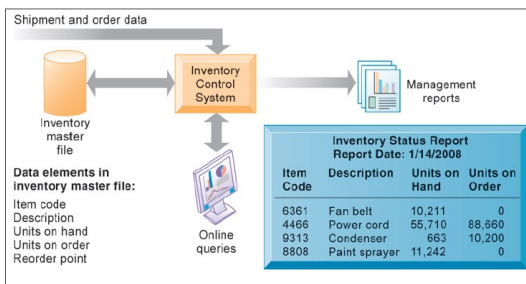 Shipment and order data
Inventory
Control
System
Management
reports
Inventory
master
file
Online
queries
Data elements in
inventory master file:
Item code
Description
Units on hand
Units on order
Reorder point
Inventory Status Report
Report Date: 1/14/2008
Item Code Description Units on Hand Units on Order
6361 Fan belt 10,211 0
4466 Power cord 55,710 88,660
9313 Condenser 663 10,200
8808 Paint sprayer 11,242 0